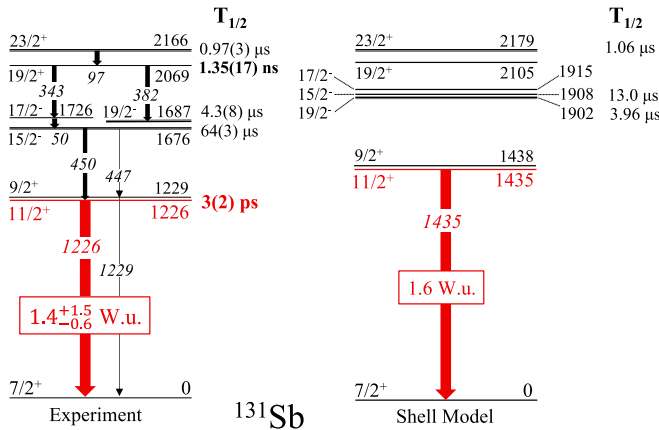 T₁/₂
T₁/₂
23/2⁺ 2166 0.97(3) μs
97
19/2⁺ 2069 1.35(17) ns
343 382
17/2⁻ 1726 19/2⁻ 1687 4.3(8) μs
15/2⁻ 50 1676 64(3) μs
450 447
9/2⁺ 1229
11/2⁺ 1226 3(2) ps
1226 1229
1.4⁺¹·⁵₋₀.₆ W.u.
7/2⁺ 0
Experiment
¹³¹Sb
23/2⁺ 2179 1.06 μs
19/2⁺ 2105
17/2⁻ 1915
15/2⁻ 1908 13.0 μs
19/2⁻ 1902 3.96 μs
9/2⁺ 1438
11/2⁺ 1435
1435
1.6 W.u.
7/2⁺ 0
Shell Model